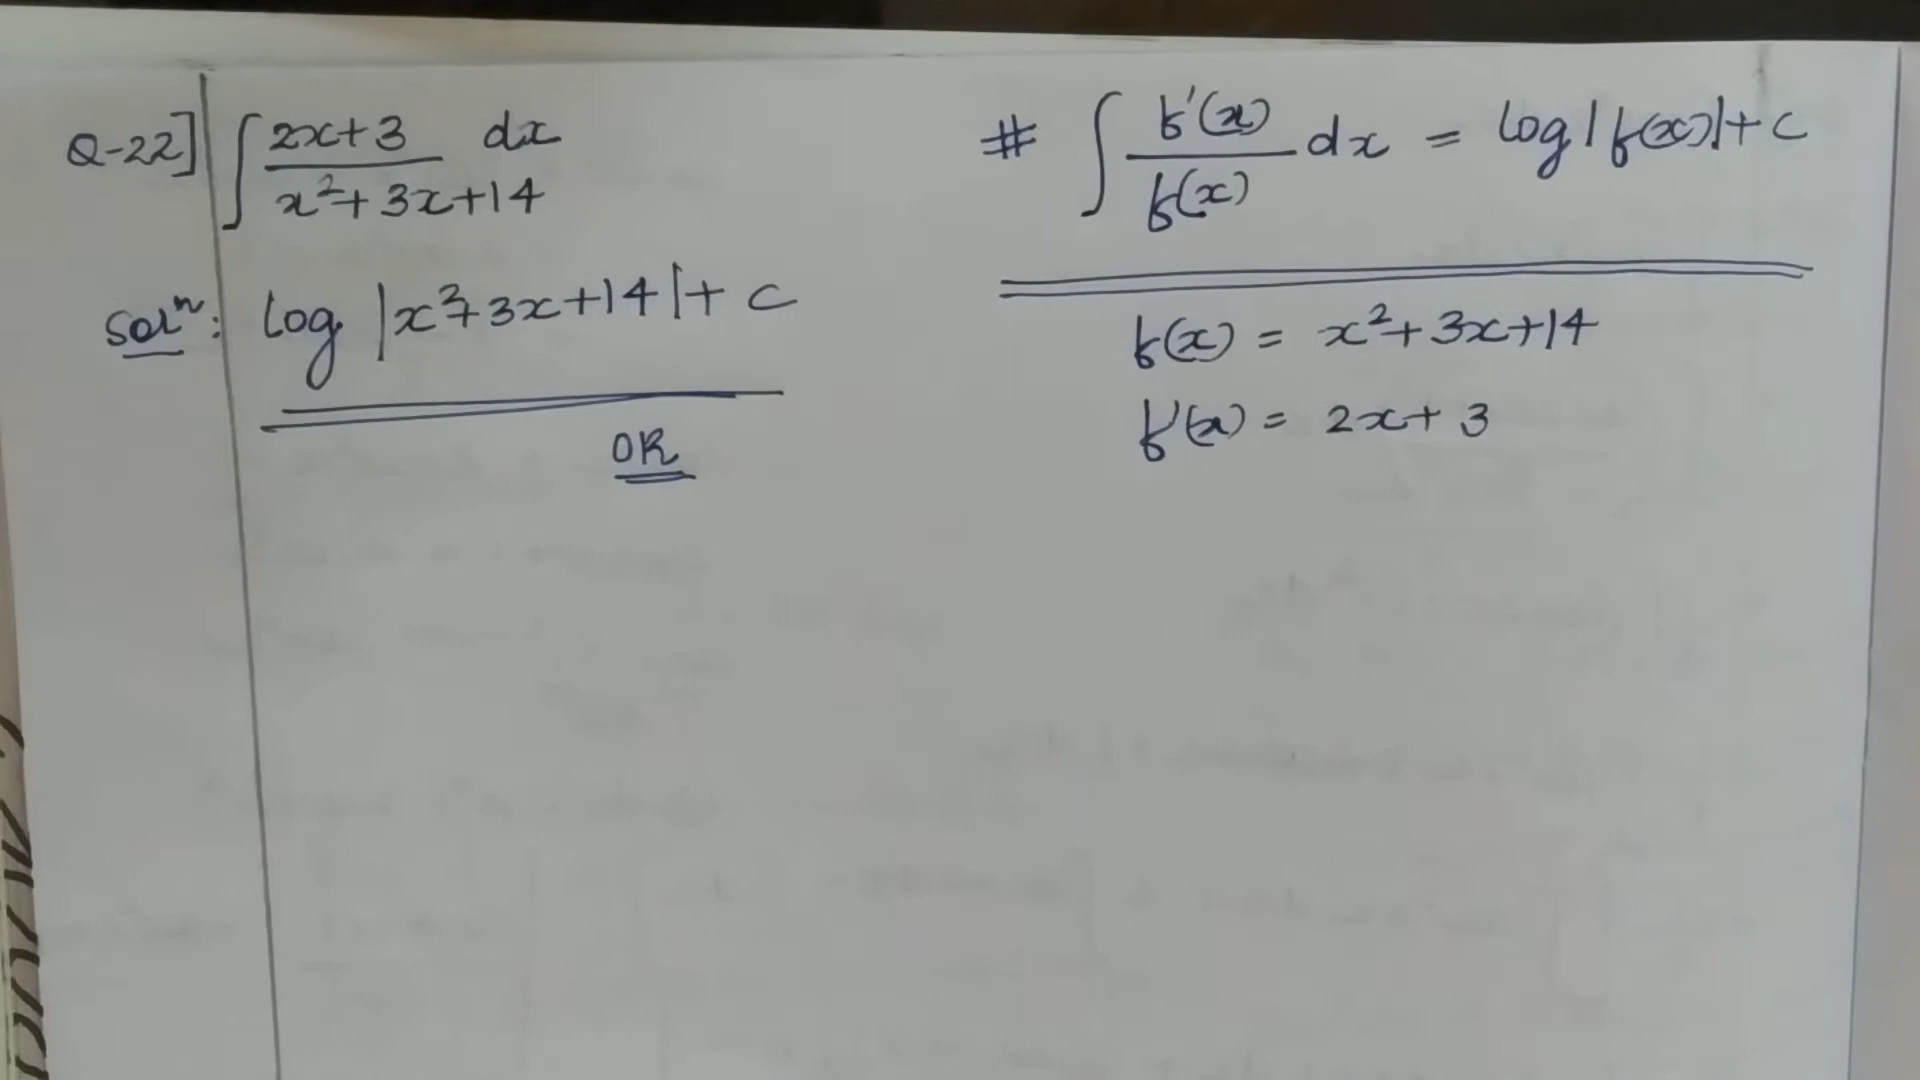 Q-22] ∫ 2x+3 / x²+3x+14 dx
Solⁿ: log |x²+3x+14| + c
OR
# ∫ f'(x) / f(x) dx = log|f(x)|+c
f(x) = x²+3x+14
f'(x) = 2x+3